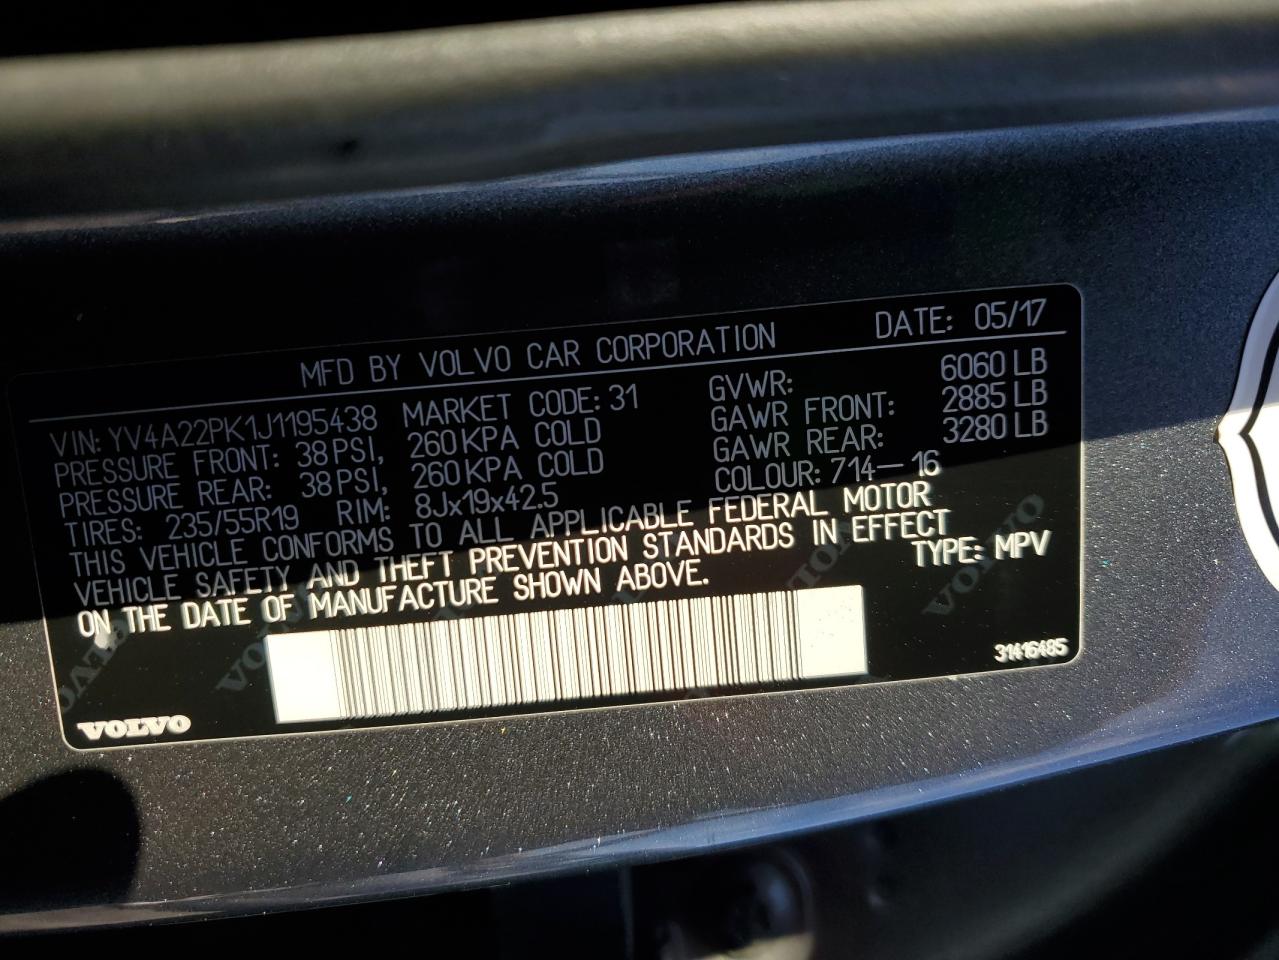 MFD BY VOLVO CAR CORPORATION DATE: 05/17
VIN: YV4A22PK1J1195438 MARKET CODE: 31 GVWR: 6060 LB
PRESSURE FRONT: 38 PSI, 260 KPA COLD GAWR FRONT: 2885 LB
PRESSURE REAR: 38 PSI, 260 KPA COLD GAWR REAR: 3280 LB
TIRES: 235/55R19 RIM: 8Jx19x42.5 COLOUR: 714-16
THIS VEHICLE CONFORMS TO ALL APPLICABLE FEDERAL MOTOR
VEHICLE SAFETY AND THEFT PREVENTION STANDARDS IN EFFECT
ON THE DATE OF MANUFACTURE SHOWN ABOVE. TYPE: MPV
31416485
VOLVO